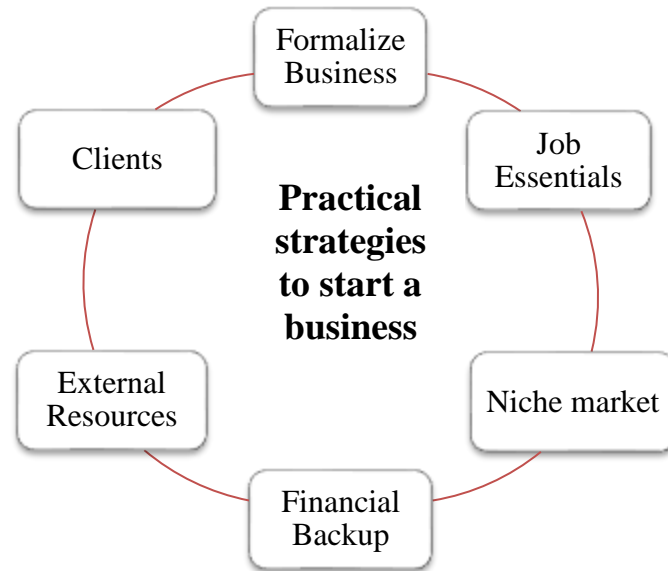 Formalize
Business
Job
Essentials
Niche market
Financial
Backup
External
Resources
Clients
Practical
strategies
to start a
business